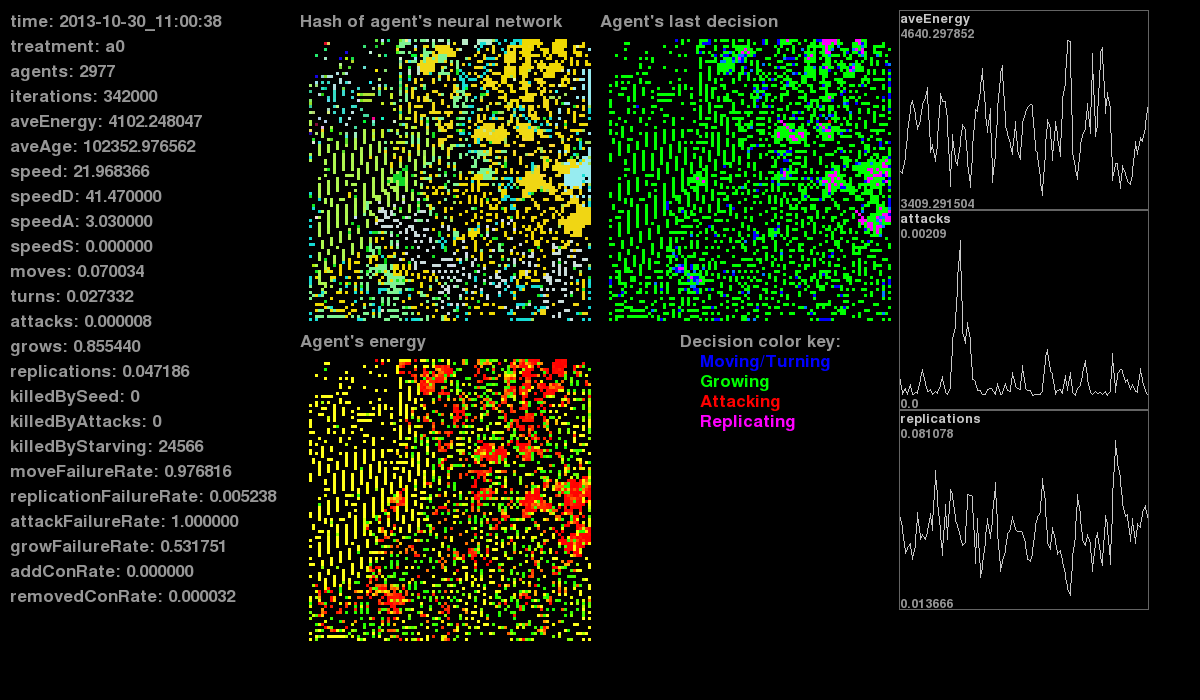 time: 2013-10-30_11:00:38
treatment: a0
agents: 2977
iterations: 342000
aveEnergy: 4102.248047
aveAge: 102352.976562
speed: 21.968366
speedD: 41.470000
speedA: 3.030000
speedS: 0.000000
moves: 0.070034
turns: 0.027332
attacks: 0.000008
grows: 0.855440
replications: 0.047186
killedBySeed: 0
killedByAttacks: 0
killedByStarving: 24566
moveFailureRate: 0.976816
replicationFailureRate: 0.005238
attackFailureRate: 1.000000
growFailureRate: 0.531751
addConRate: 0.000000
removedConRate: 0.000032
Hash of agent's neural network
Agent's last decision
Agent's energy
Decision color key:
Moving/Turning
Growing
Attacking
Replicating
aveEnergy
4640.297852
3409.291504
attacks
0.00209
0.0
replications
0.081078
0.013666